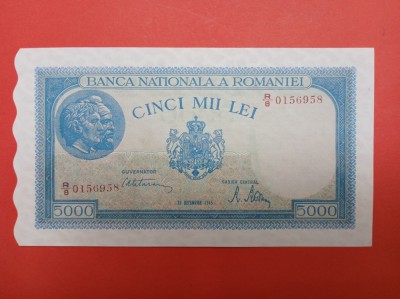 BANCA NATIONALA A ROMANIEI
CINCI MII LEI
R/8 0156958
GUVERNATOR
CASIER CENTRAL
R/8 0156958
5000
5000